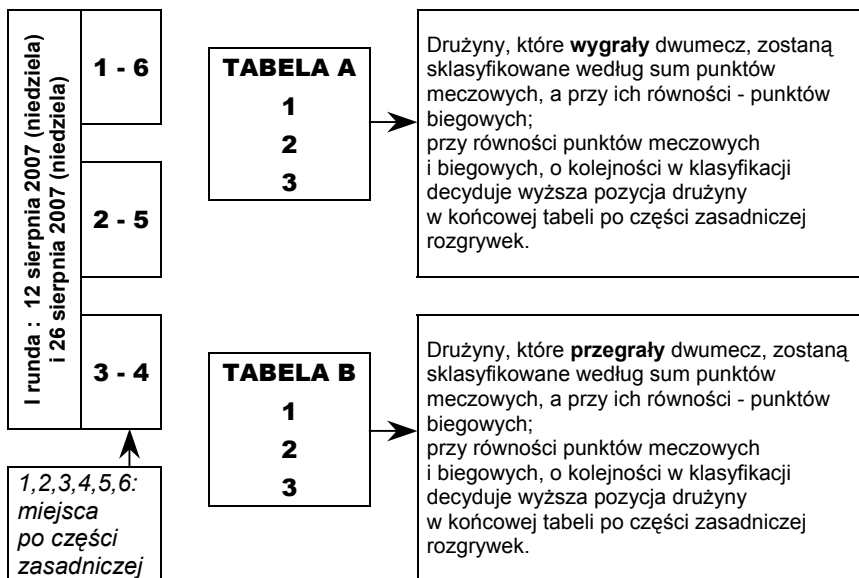 I runda : 12 sierpnia 2007 (niedziela)
i 26 sierpnia 2007 (niedziela)
1 - 6
2 - 5
3 - 4
1,2,3,4,5,6:
miejsca
po części
zasadniczej
TABELA A
1
2
3
Drużyny, które wygrały dwumecz, zostaną
sklasyfikowane według sum punktów
meczowych, a przy ich równości - punktów
biegowych;
przy równości punktów meczowych
i biegowych, o kolejności w klasyfikacji
decyduje wyższa pozycja drużyny
w końcowej tabeli po części zasadniczej
rozgrywek.
TABELA B
1
2
3
Drużyny, które przegrały dwumecz, zostaną
sklasyfikowane według sum punktów
meczowych, a przy ich równości - punktów
biegowych;
przy równości punktów meczowych
i biegowych, o kolejności w klasyfikacji
decyduje wyższa pozycja drużyny
w końcowej tabeli po części zasadniczej
rozgrywek.